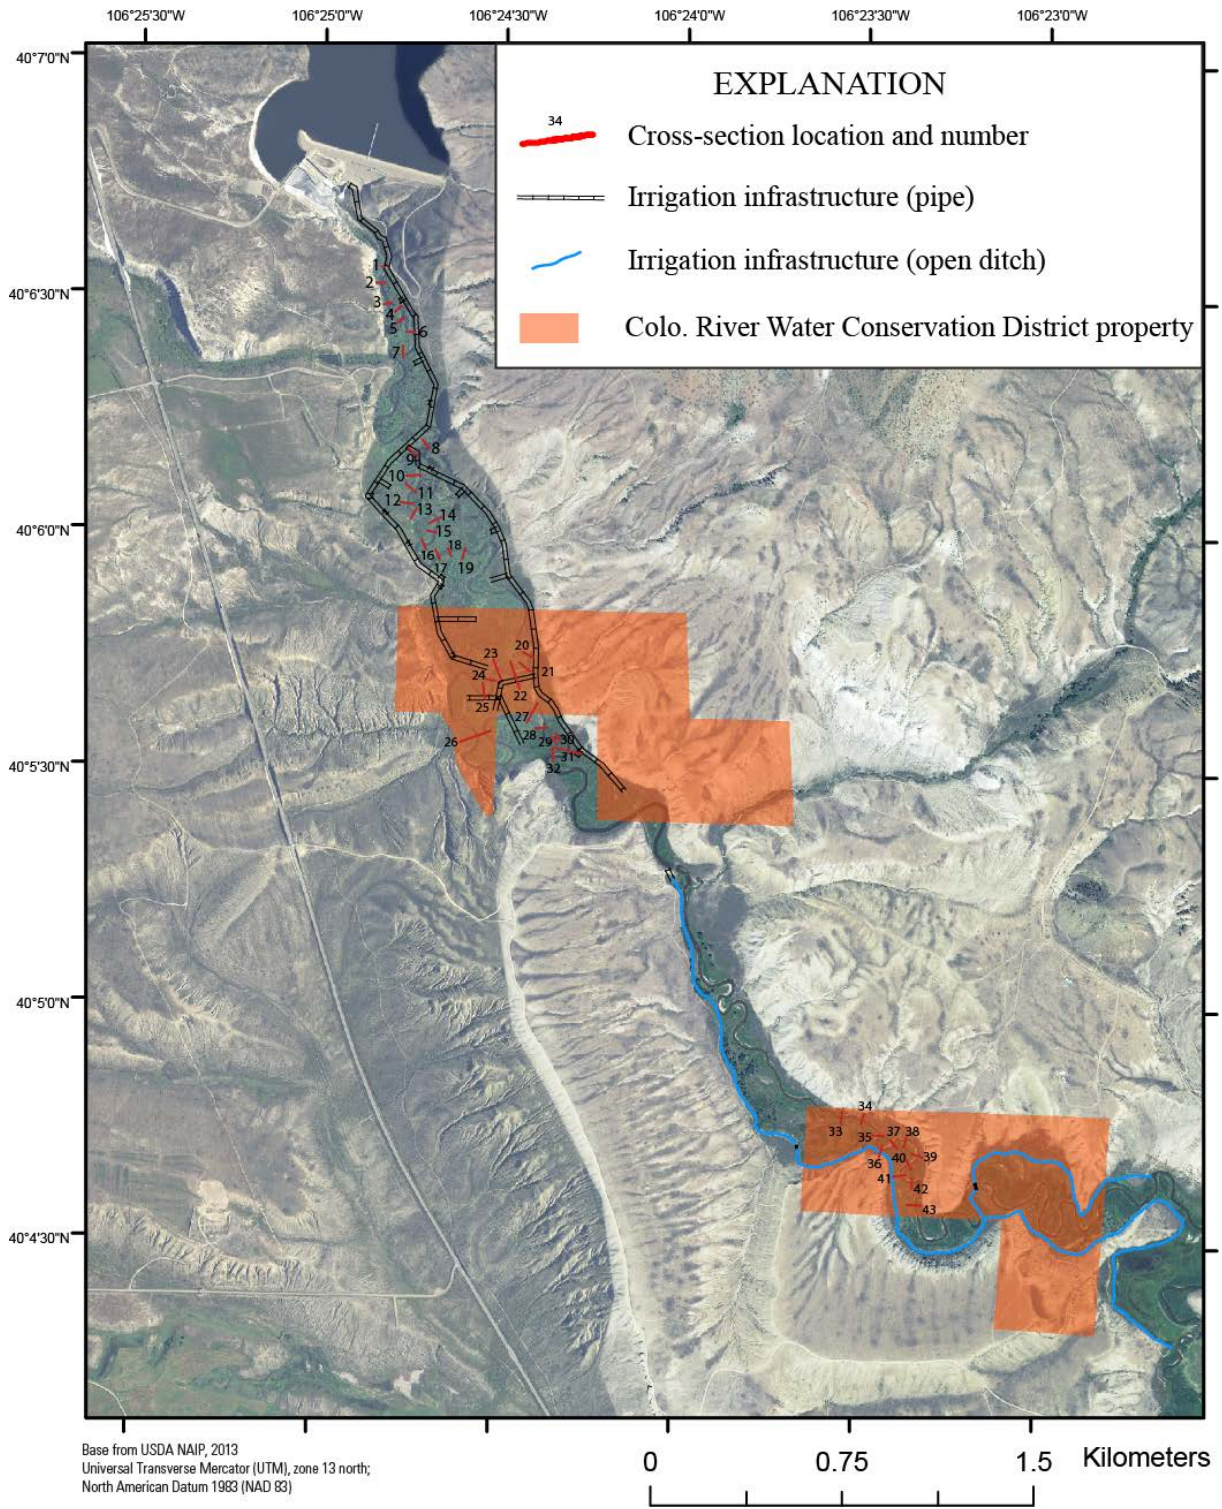 106°25'30"W 106°25'0"W 106°24'30"W 106°24'0"W 106°23'30"W 106°23'0"W
40°7'0"N
EXPLANATION
34
Cross-section location and number
Irrigation infrastructure (pipe)
Irrigation infrastructure (open ditch)
Colo. River Water Conservation District property
1
2
40°6'30"N
3
4
5
6
7
8
9
10
11
12
13
14
40°6'0"N
15
16
18
17
19
20
23
21
24
22
25
27
28
26
29
30
31
40°5'30"N
32
40°5'0"N
34
33
35
37
38
36
40
39
41
42
43
40°4'30"N
Base from USDA NAIP, 2013
Universal Transverse Mercator (UTM), zone 13 north;
North American Datum 1983 (NAD 83)
0 0.75 1.5 Kilometers